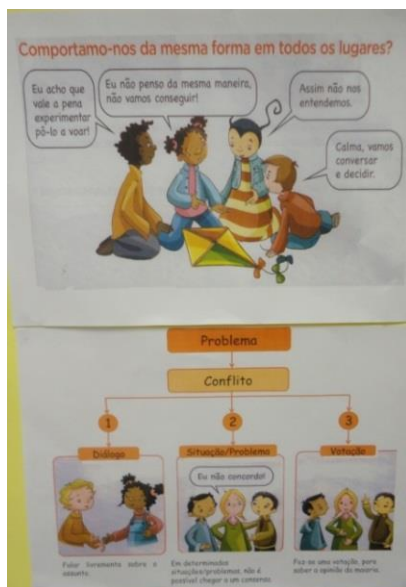 Comportamo-nos da mesma forma em todos os lugares?
Eu acho que
vale a pena
experimentar
pô-lo a voar!
Eu não penso da mesma maneira,
não vamos conseguir!
Assim não nos
entendemos.
Calma, vamos
conversar
e decidir.
Problema
Conflito
1
2
3
Diálogo
Situação/Problema
Votação
Eu não concordo!
Falar livremente sobre o
assunto.
Em determinadas
situações/problemas, não é
possível chegar a um consenso.
Faz-se uma votação, para
saber a opinião da maioria.